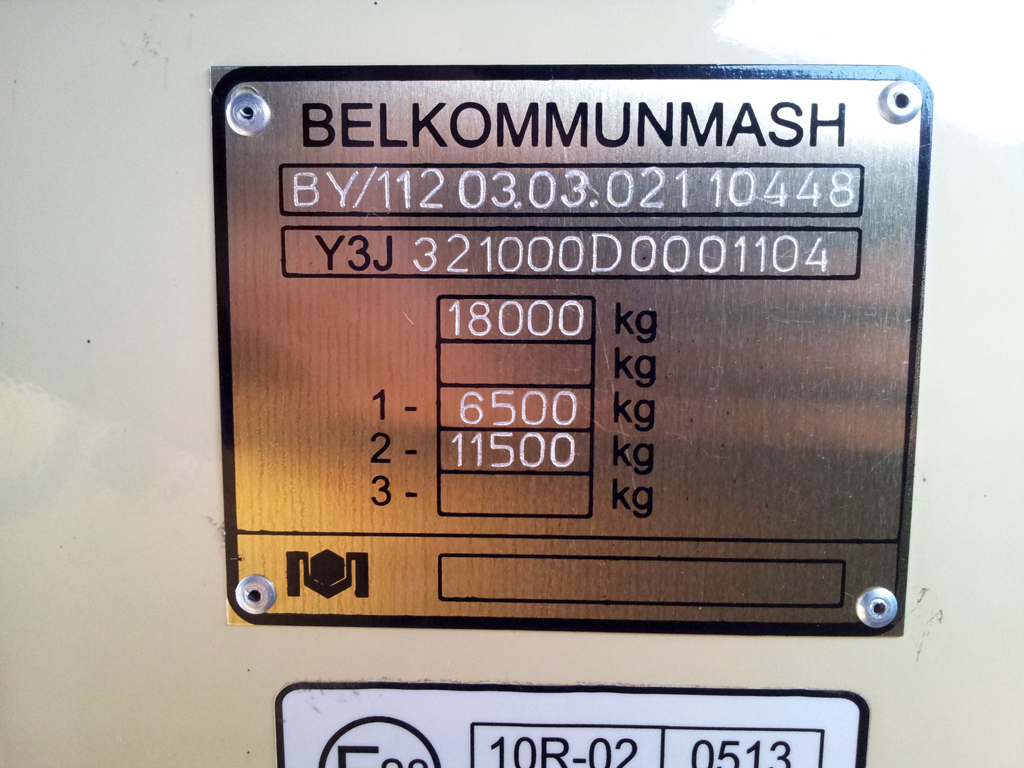 BELKOMMUNMASH
BY/112 03.03.021 10448
Y3J 321000D0001104
18000 kg
kg
1 - 6500 kg
2 - 11500 kg
3 - kg
10R-02 0513